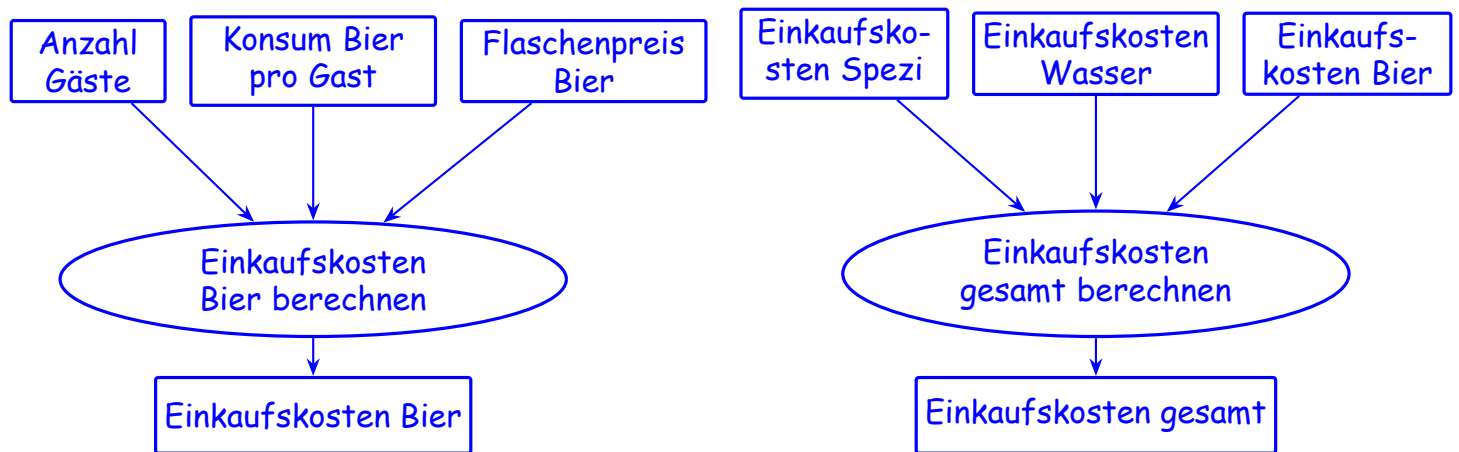 Anzahl
Gäste
Konsum Bier
pro Gast
Flaschenpreis
Bier
Einkaufskosten
Bier berechnen
Einkaufskosten Bier
Einkaufsko-
sten Spezi
Einkaufskosten
Wasser
Einkaufs-
kosten Bier
Einkaufskosten
gesamt berechnen
Einkaufskosten gesamt